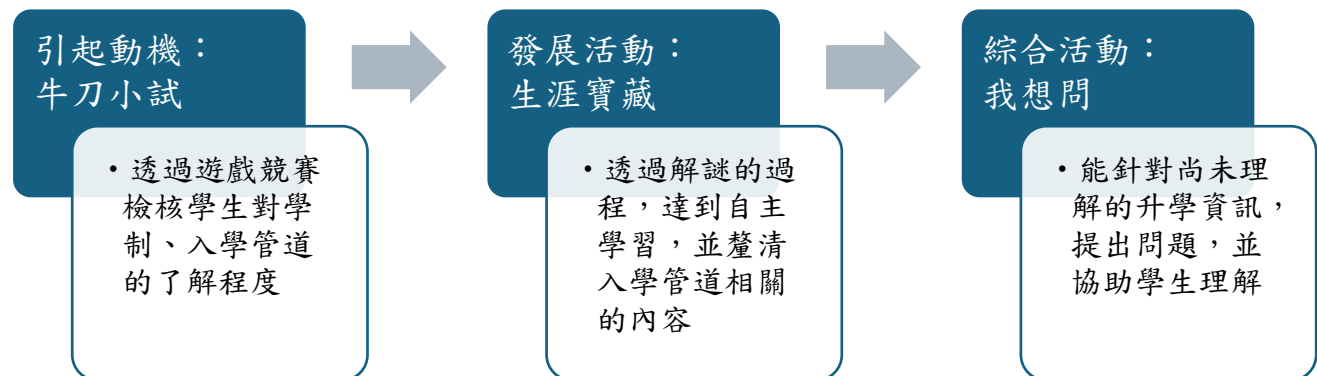 引起動機：
牛刀小試
•透過遊戲競賽
檢核學生對學
制、入學管道
的了解程度
發展活動：
生涯寶藏
•透過解謎的過
程，達到自主
學習，並釐清
入學管道相關
的內容
綜合活動：
我想問
•能針對尚未理
解的升學資訊，
提出問題，並
協助學生理解